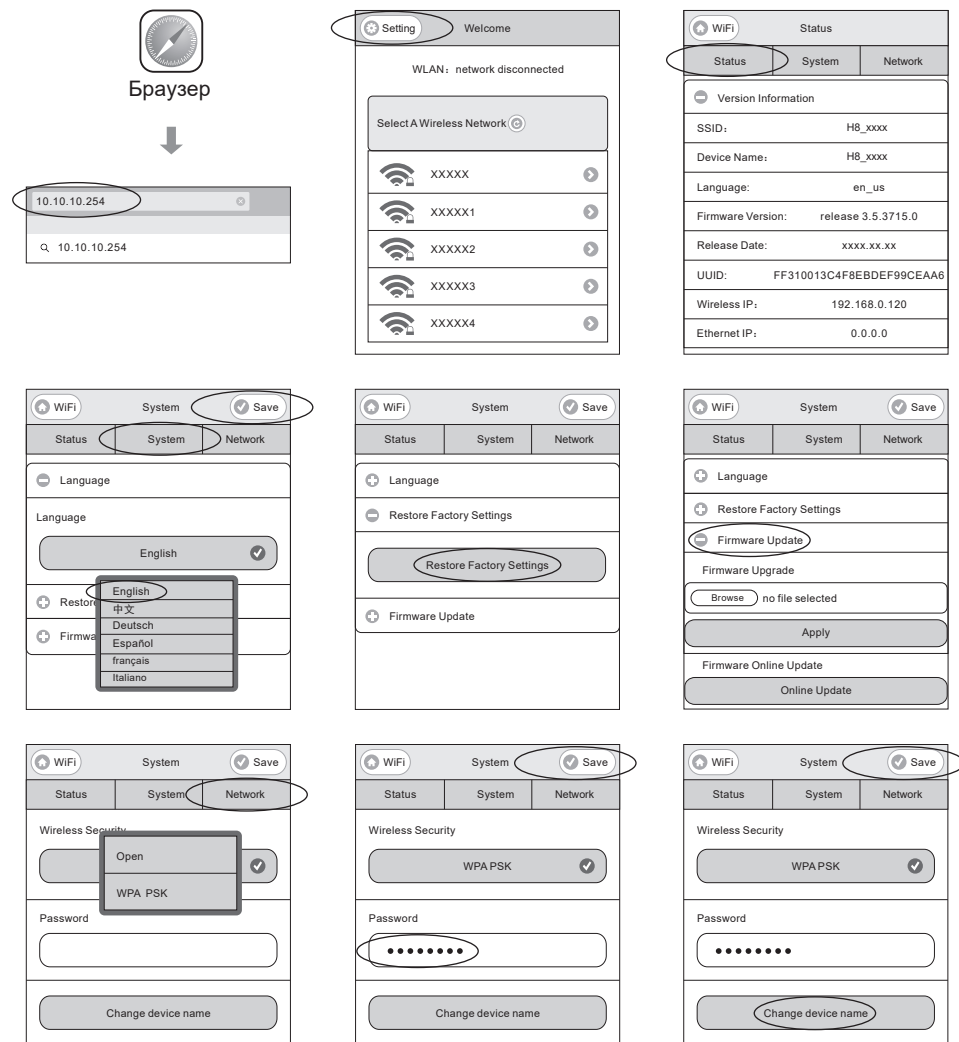 Браузер
10.10.10.254
10.10.10.254
Setting Welcome
WLAN：network disconnected
Select A Wireless Network
XXXXX
XXXXX1
XXXXX2
XXXXX3
XXXXX4
WiFi Status
Status System Network
Version Information
SSID： H8_xxxx
Device Name： H8_xxxx
Language: en_us
Firmware Version: release 3.5.3715.0
Release Date: xxxx.xx.xx
UUID: FF310013C4F8EBDEF99CEAA6
Wireless IP： 192.168.0.120
Ethernet IP： 0.0.0.0
WiFi System Save
Status System Network
Language
Language
English
English
中文
Deutsch
Español
français
Italiano
Restore
Firmwa
WiFi System Save
Status System Network
Language
Restore Factory Settings
Restore Factory Settings
Firmware Update
WiFi System Save
Status System Network
Language
Restore Factory Settings
Firmware Update
Firmware Upgrade
Browse no file selected
Apply
Firmware Online Update
Online Update
WiFi System Save
Status System Network
Wireless Security
Open
WPA PSK
Password
Change device name
WiFi System Save
Status System Network
Wireless Security
WPA PSK
Password
Change device name
WiFi System Save
Status System Network
Wireless Security
WPA PSK
Password
Change device name